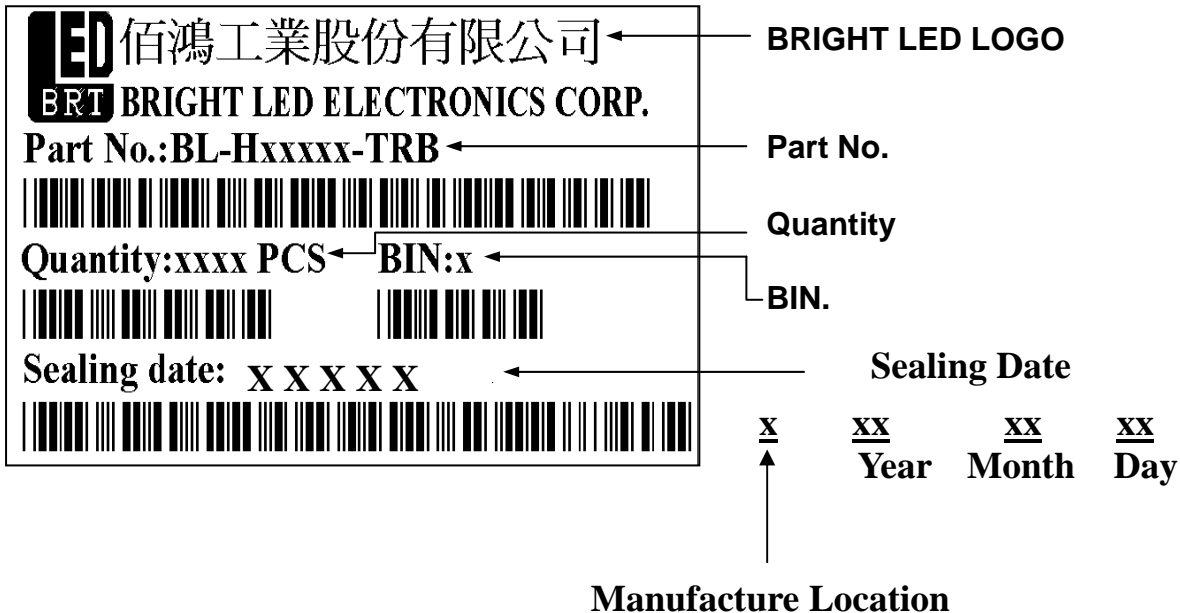 LED 佰鴻工業股份有限公司 BRIGHT LED LOGO
BRT BRIGHT LED ELECTRONICS CORP.
Part No.:BL-Hxxxxx-TRB Part No.
Quantity
Quantity:xxxx PCS BIN:x
BIN.
Sealing date: x x x x x Sealing Date
x xx xx xx
Year Month Day
Manufacture Location